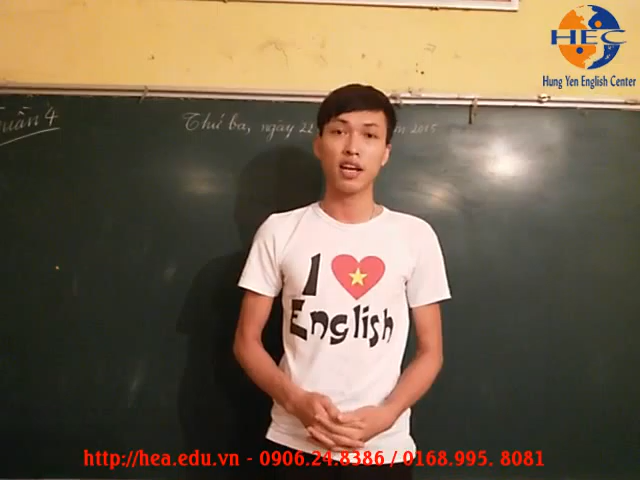 HEC
Hung Yen English Center
Tuần 4
Thứ ba, ngày 22
2015
I
English
http://hea.edu.vn - 0906.24.8386 / 0168.995. 8081